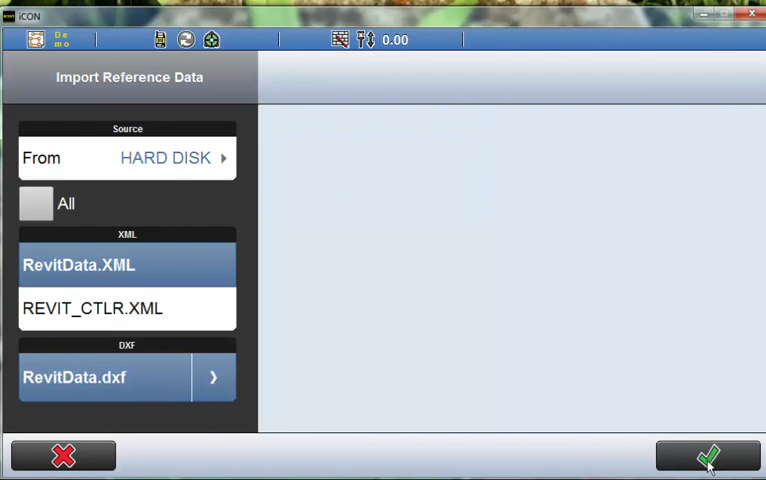 iCON
iCON
De
mo
0.00
Import Reference Data
Source
From HARD DISK
All
XML
RevitData.XML
REVIT_CTLR.XML
DXF
RevitData.dxf